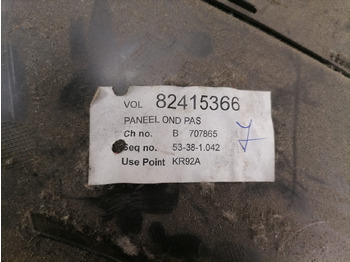 VOL 82415366
PANEEL OND PAS
Ch no. B 707865
Seq no. 53-38-1.042
Use Point KR92A